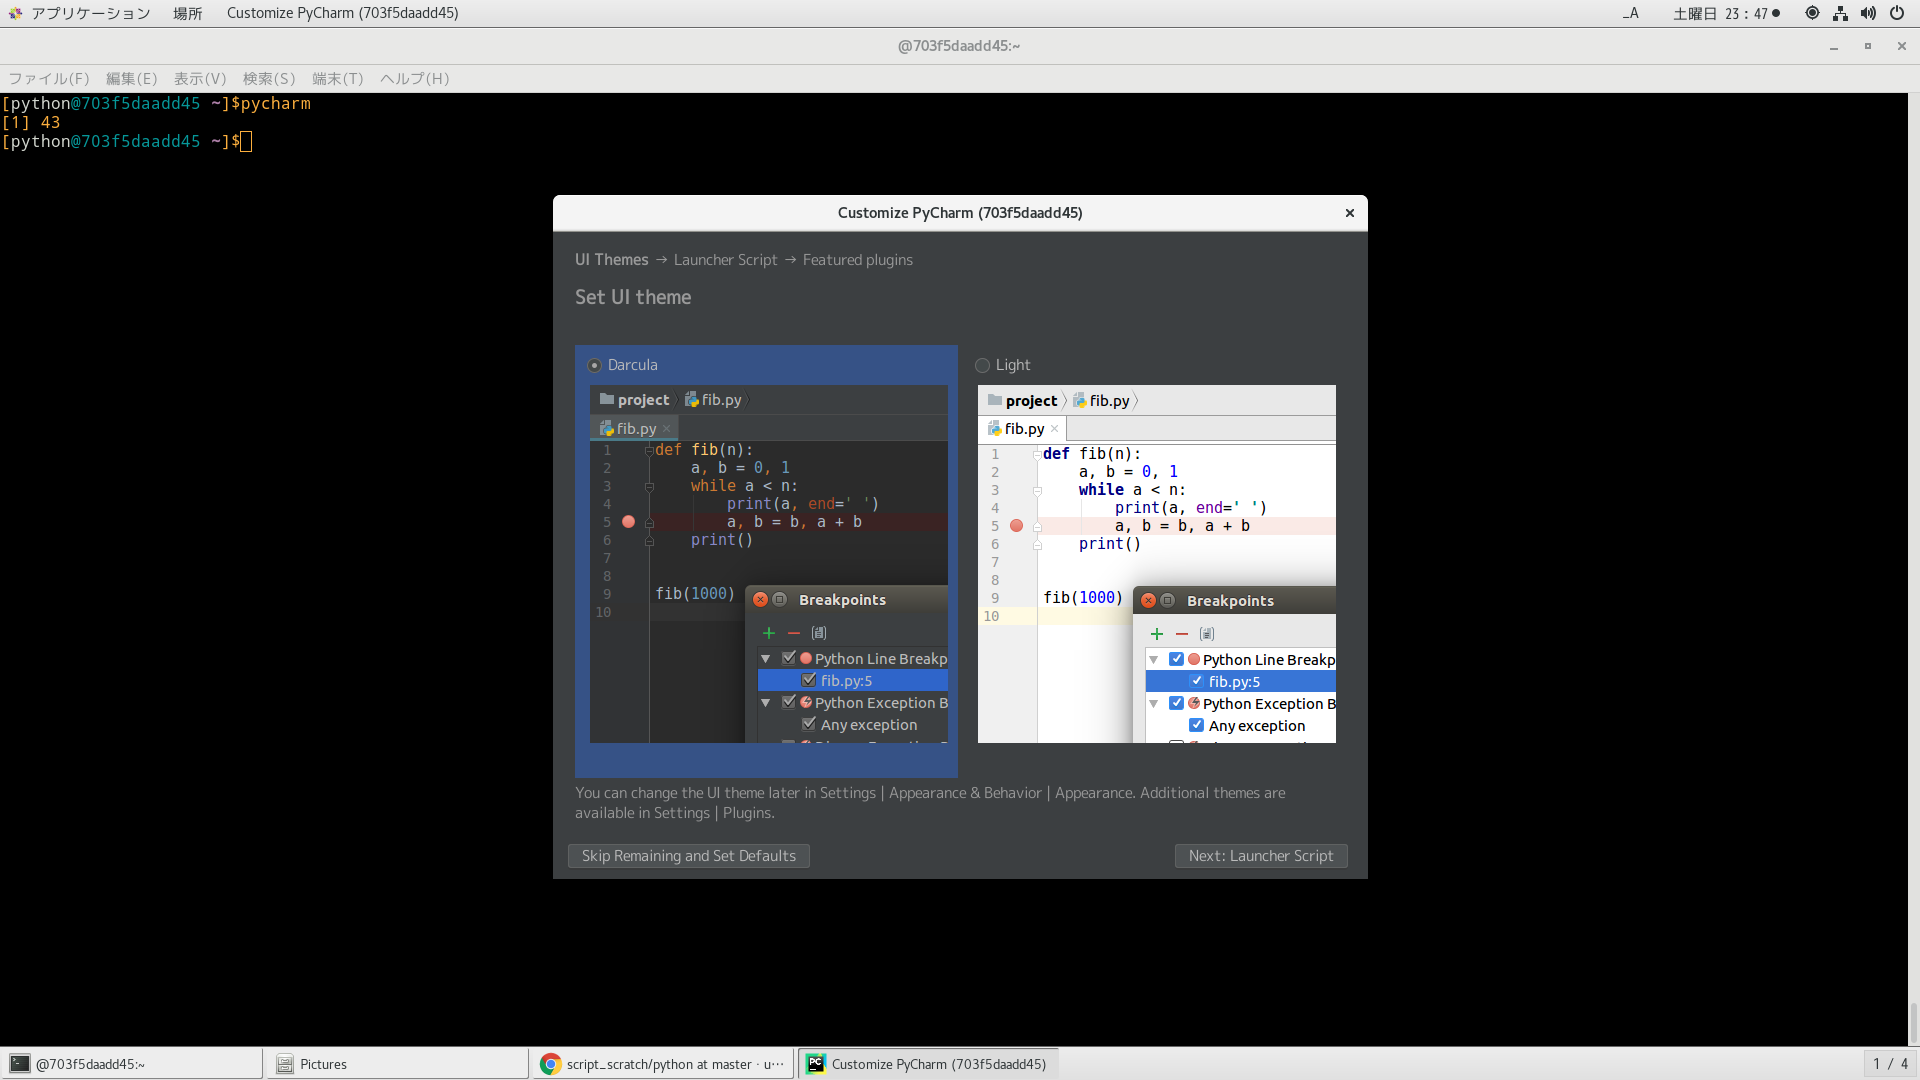 アプリケーション 場所 Customize PyCharm (703f5daadd45) _A 土曜日 23：47●
@703f5daadd45:~
ファイル(F) 編集(E) 表示(V) 検索(S) 端末(T) ヘルプ(H)
[python@703f5daadd45 ~]$pycharm
[1] 43
[python@703f5daadd45 ~]$
Customize PyCharm (703f5daadd45)
UI Themes → Launcher Script → Featured plugins
Set UI theme
Darcula
project fib.py
fib.py
1 def fib(n):
2 a, b = 0, 1
3 while a < n:
4 print(a, end=' ')
5 a, b = b, a + b
6 print()
7
8
9 fib(1000)
10
Breakpoints
Python Line Breakp
fib.py:5
Python Exception B
Any exception
Light
project fib.py
fib.py
1 def fib(n):
2 a, b = 0, 1
3 while a < n:
4 print(a, end=' ')
5 a, b = b, a + b
6 print()
7
8
9 fib(1000)
10
Breakpoints
Python Line Breakp
fib.py:5
Python Exception B
Any exception
You can change the UI theme later in Settings | Appearance & Behavior | Appearance. Additional themes are
available in Settings | Plugins.
Skip Remaining and Set Defaults Next: Launcher Script
@703f5daadd45:~ Pictures script_scratch/python at master · u… PC Customize PyCharm (703f5daadd45) 1 / 4